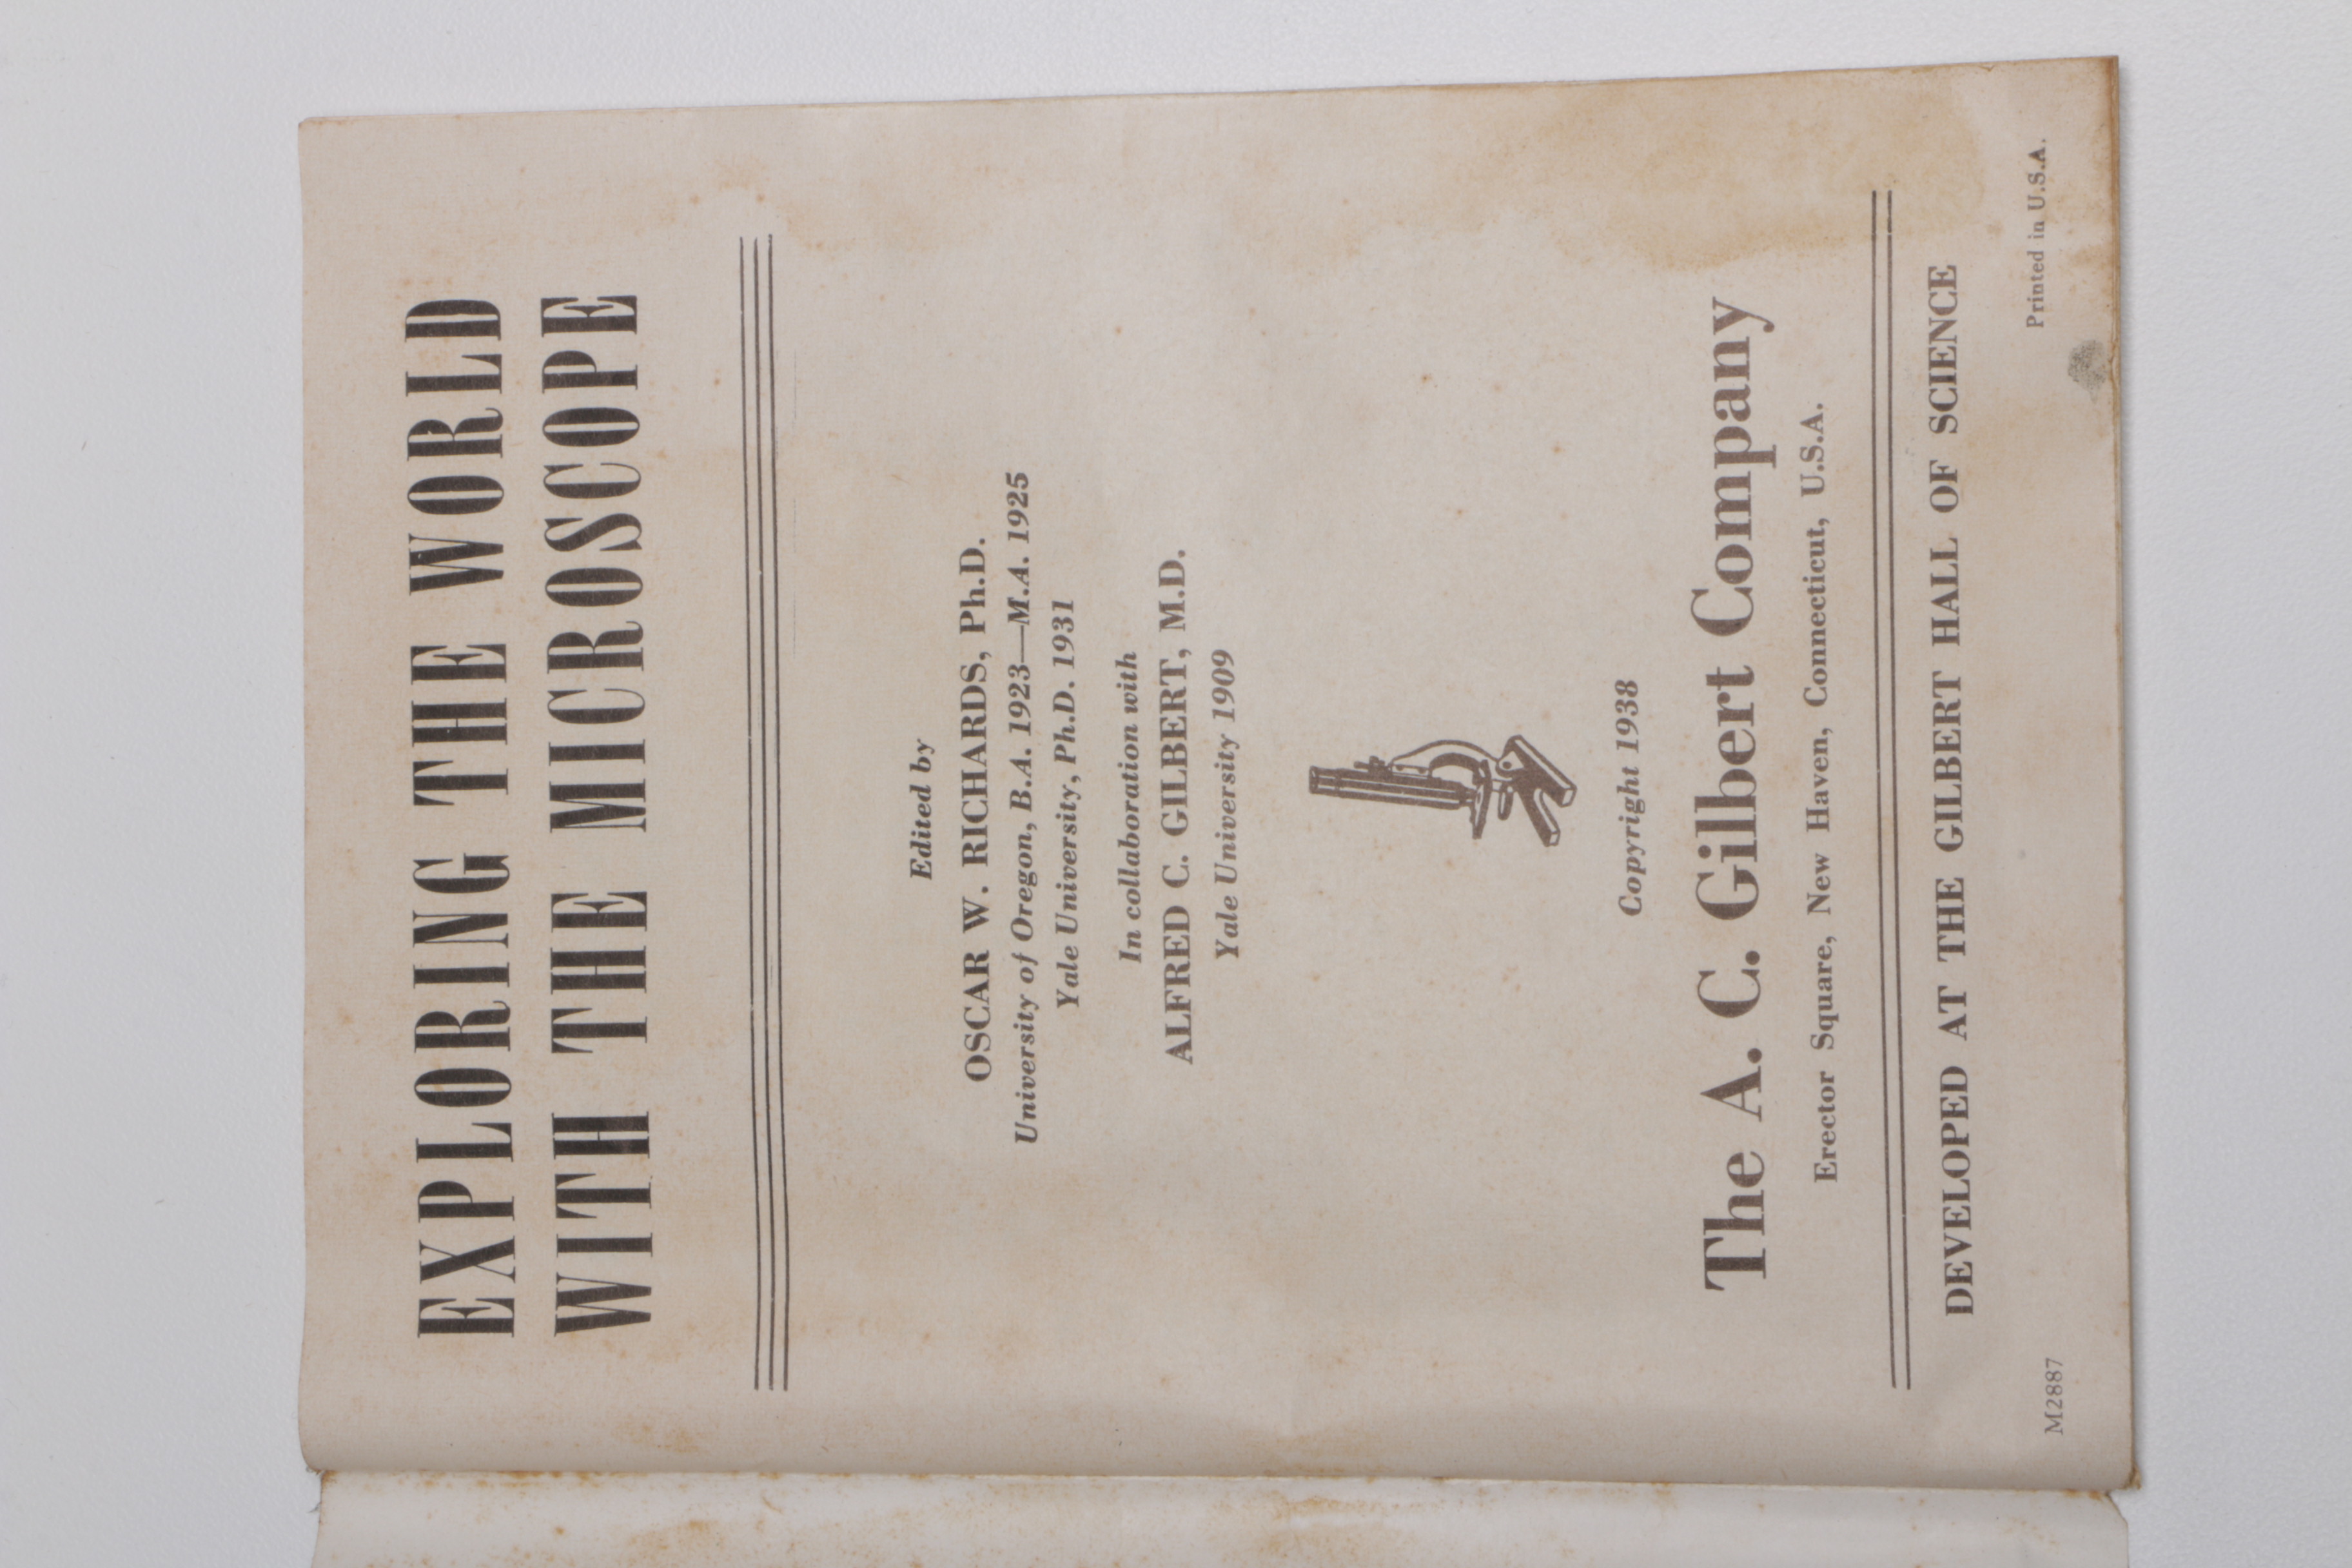 EXPLORING THE WORLD
WITH THE MICROSCOPE
Edited by
OSCAR W. RICHARDS, Ph.D.
University of Oregon, B.A. 1923—M.A. 1925
Yale University, Ph.D. 1931
In collaboration with
ALFRED C. GILBERT, M.D.
Yale University 1909
Copyright 1938
The A. C. Gilbert Company
Erector Square, New Haven, Connecticut, U.S.A.
DEVELOPED AT THE GILBERT HALL OF SCIENCE
M2887
Printed in U.S.A.